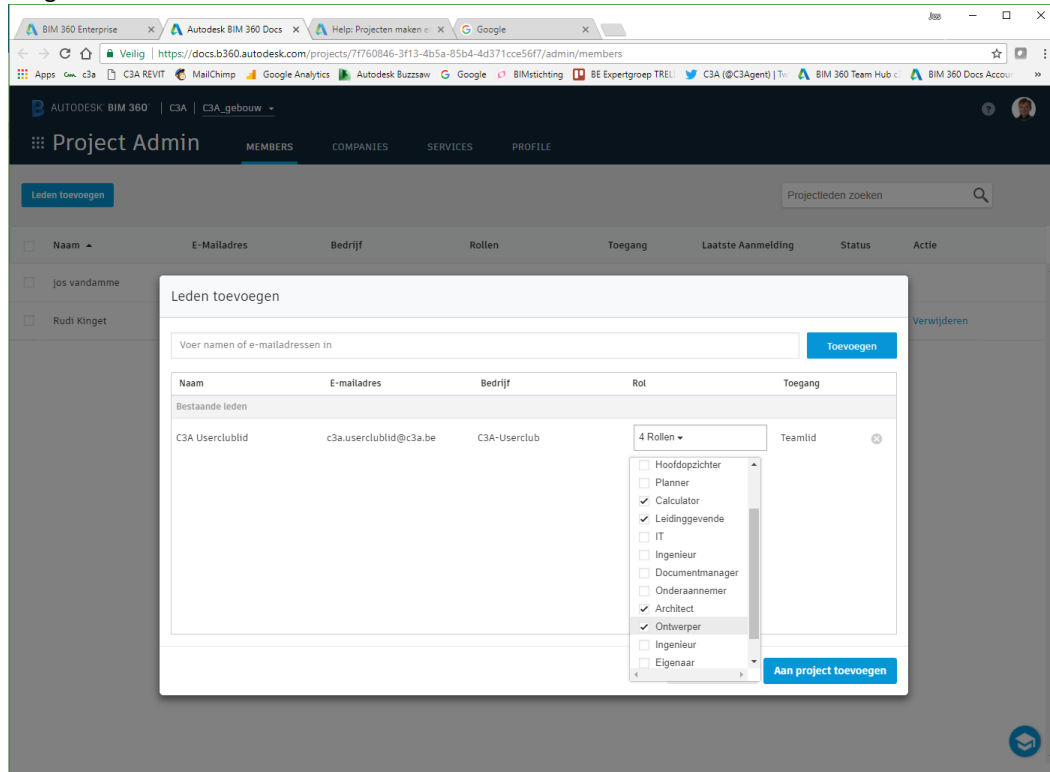 BIM 360 Enterprise
Autodesk BIM 360 Docs
Help: Projecten maken e
Google
Veilig
https://docs.b360.autodesk.com/projects/7f760846-3f13-4b5a-85b4-4d371cce56f7/admin/members
Apps c3a C3A REVIT MailChimp Google Analytics Autodesk Buzzsaw Google BIMstichting BE Expertgroep TREL C3A (@C3Agent) | Tw BIM 360 Team Hub c BIM 360 Docs Accou »
AUTODESK BIM 360 | C3A | C3A_gebouw
Project Admin MEMBERS COMPANIES SERVICES PROFILE
Leden toevoegen
Projectleden zoeken
Naam E-Mailadres Bedrijf Rollen Toegang Laatste Aanmelding Status Actie
jos vandamme
Rudi Kinget
Verwijderen
Leden toevoegen
Voer namen of e-mailadressen in
Toevoegen
Naam E-mailadres Bedrijf Rol Toegang
Bestaande leden
C3A Userclublid c3a.userclublid@c3a.be C3A-Userclub 4 Rollen Teamlid
Hoofdopzichter
Planner
Calculator
Leidinggevende
IT
Ingenieur
Documentmanager
Onderaannemer
Architect
Ontwerper
Ingenieur
Eigenaar
Aan project toevoegen